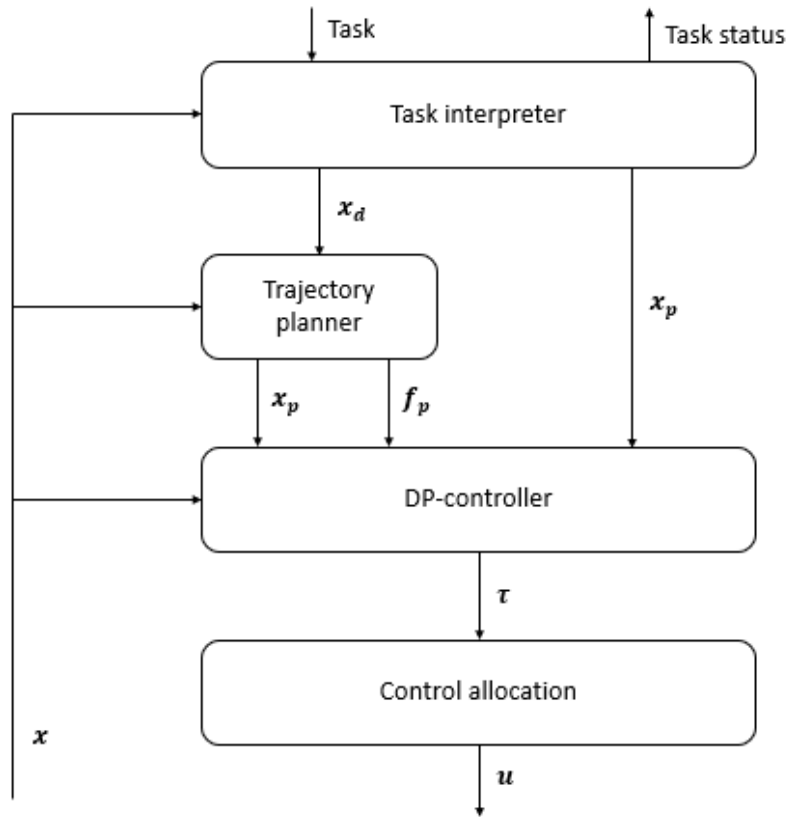 Task
Task status
Task interpreter
x_d
Trajectory
planner
x_p
x_p
f_p
DP-controller
τ
Control allocation
x
u